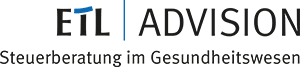 ETL | ADVISION
Steuerberatung im Gesundheitswesen